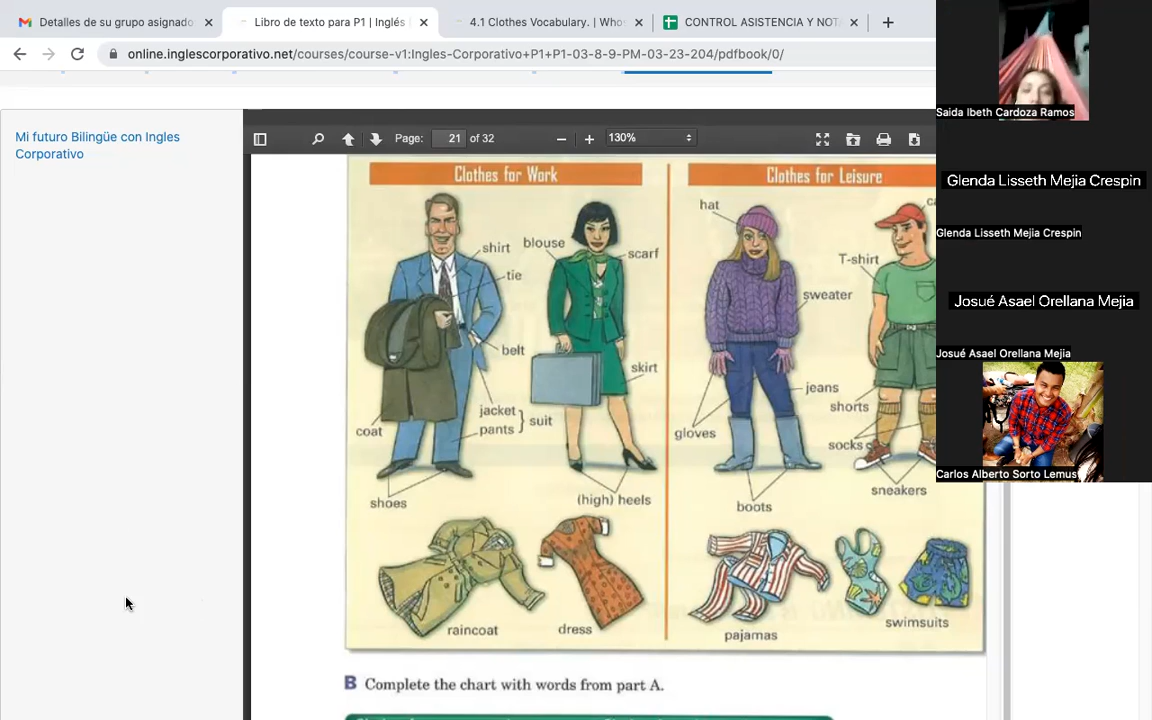 Detalles de su grupo asignado
Libro de texto para P1 | Inglés
4.1 Clothes Vocabulary. | Who
CONTROL ASISTENCIA Y NOT
online.inglescorporativo.net/courses/course-v1:Ingles-Corporativo+P1+P1-03-8-9-PM-03-23-204/pdfbook/0/
Mi futuro Bilingüe con Ingles
Corporativo
Page:
21
of 32
130%
Clothes for Work
Clothes for Leisure
shirt
blouse
scarf
tie
belt
skirt
jacket
pants
suit
coat
shoes
(high) heels
raincoat
dress
hat
ca
T-shirt
sweater
jeans
shorts
gloves
socks
sneakers
boots
pajamas
swimsuits
B Complete the chart with words from part A.
Saida Ibeth Cardoza Ramos
Glenda Lisseth Mejia Crespin
Glenda Lisseth Mejia Crespin
Josué Asael Orellana Mejia
Josué Asael Orellana Mejia
Carlos Alberto Sorto Lemus